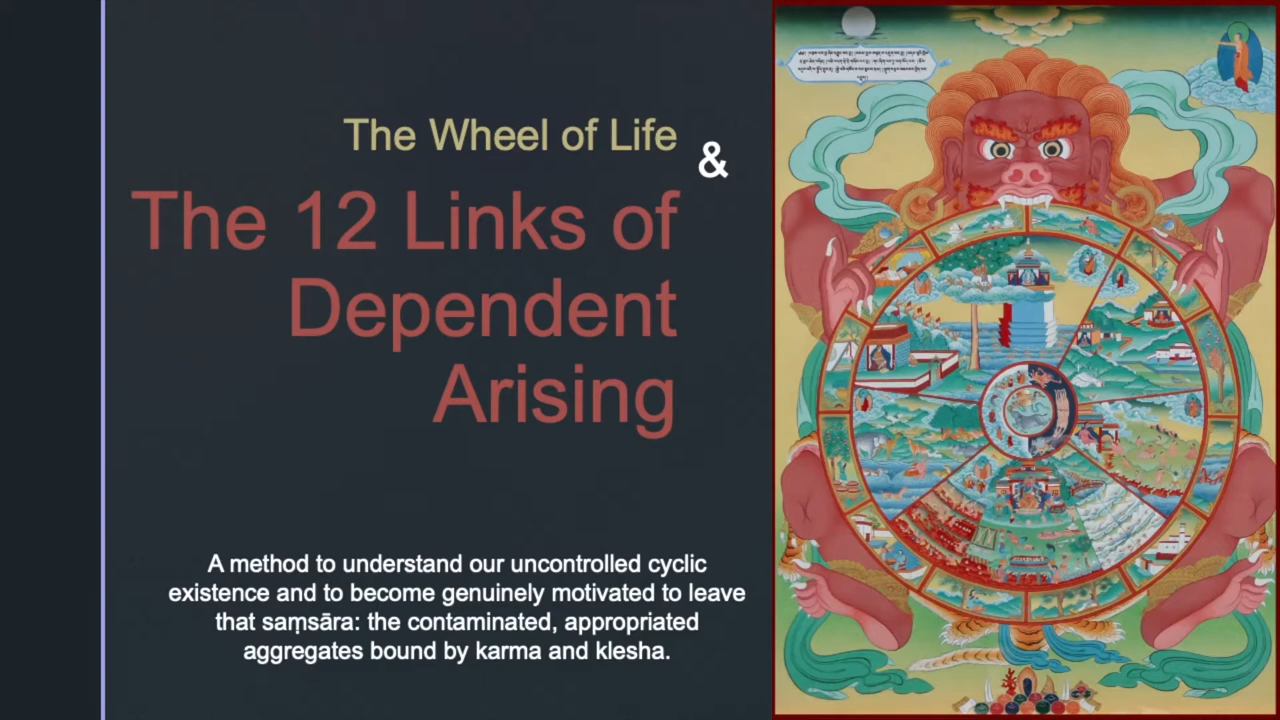 The Wheel of Life
&
The 12 Links of
Dependent
Arising
A method to understand our uncontrolled cyclic
existence and to become genuinely motivated to leave
that saṃsāra: the contaminated, appropriated
aggregates bound by karma and klesha.